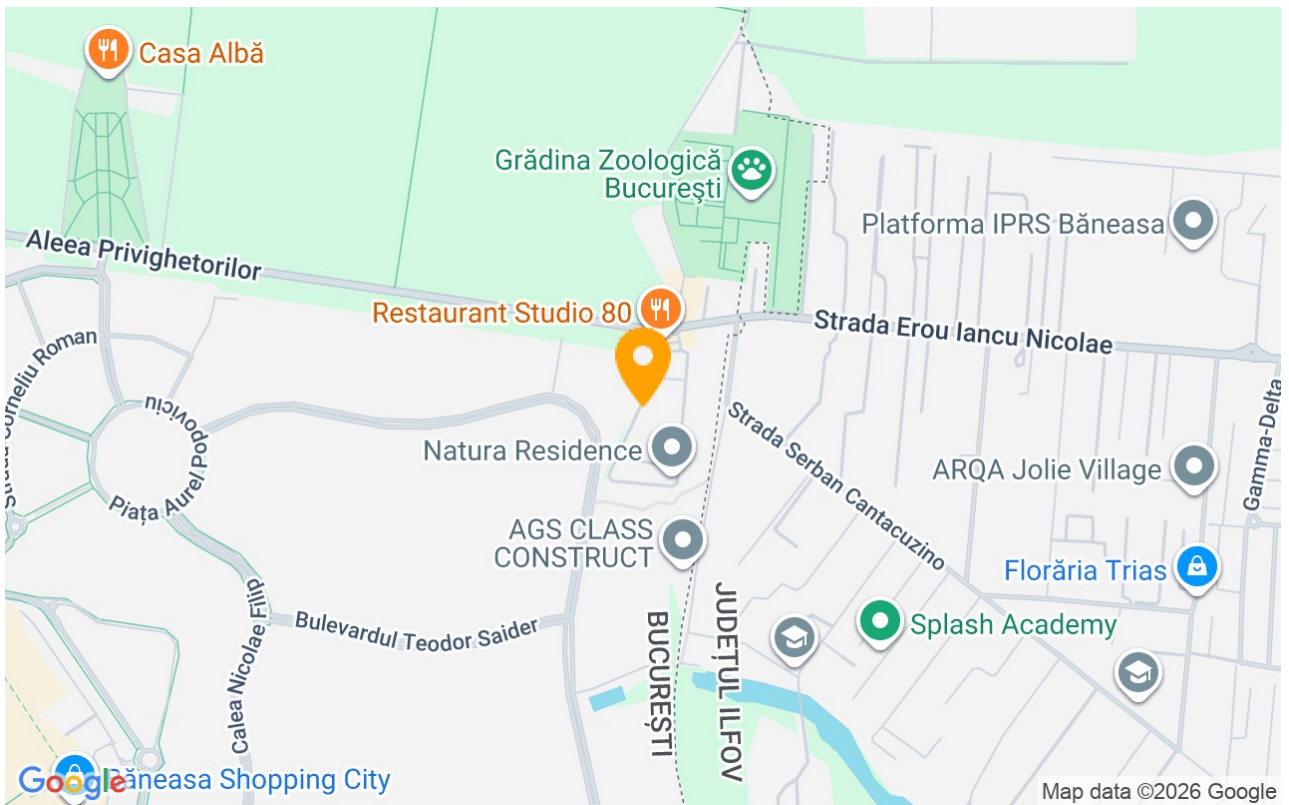 Casa Albă
Grădina Zoologică
București
Platforma IPRS Băneasa
Aleea Privighetorilor
Restaurant Studio 80
Strada Erou Iancu Nicolae
Strada Corneliu Roman
Piața Aurel Popoviciu
Gamma-Delta
Natura Residence
Strada Serban Cantacuzino
ARQA Jolie Village
AGS CLASS
CONSTRUCT
Florăria Trias
Calea Nicolae Filip
Bulevardul Teodor Saider
BUCUREȘTI
JUDEȚUL ILFOV
Splash Academy
Google
Băneasa Shopping City
Map data ©2026 Google